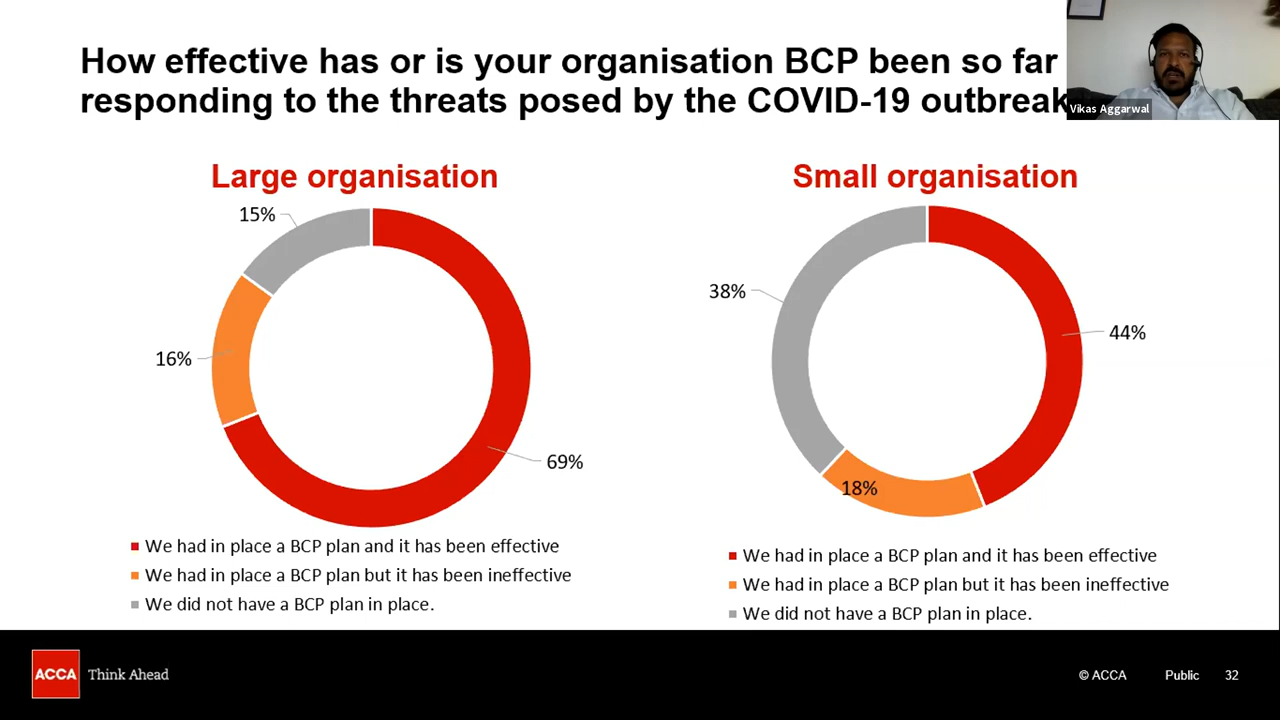 How effective has or is your organisation BCP been so far
responding to the threats posed by the COVID-19 outbreak
Vikas Aggarwal
Large organisation
15%
16%
69%
We had in place a BCP plan and it has been effective
We had in place a BCP plan but it has been ineffective
We did not have a BCP plan in place.
Small organisation
38%
44%
18%
We had in place a BCP plan and it has been effective
We had in place a BCP plan but it has been ineffective
We did not have a BCP plan in place.
ACCA Think Ahead
© ACCA Public 32